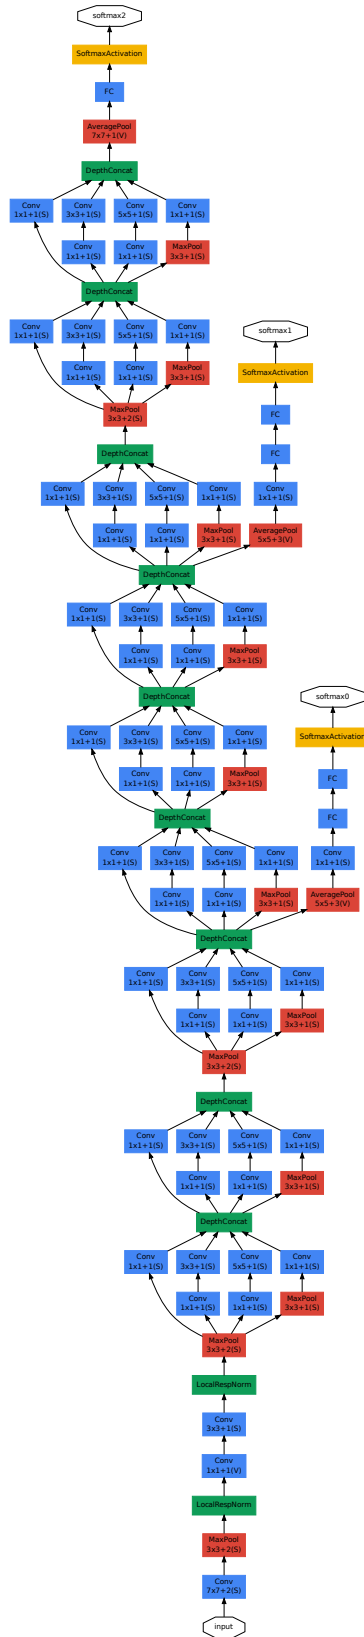 softmax2
SoftmaxActivation
FC
AveragePool
7x7+1(V)
DepthConcat
Conv
1x1+1(S)
Conv
3x3+1(S)
Conv
5x5+1(S)
Conv
1x1+1(S)
Conv
1x1+1(S)
Conv
1x1+1(S)
MaxPool
3x3+1(S)
DepthConcat
Conv
1x1+1(S)
Conv
3x3+1(S)
Conv
5x5+1(S)
Conv
1x1+1(S)
softmax1
Conv
1x1+1(S)
Conv
1x1+1(S)
MaxPool
3x3+1(S)
SoftmaxActivation
MaxPool
3x3+2(S)
FC
DepthConcat
FC
Conv
1x1+1(S)
Conv
3x3+1(S)
Conv
5x5+1(S)
Conv
1x1+1(S)
Conv
1x1+1(S)
Conv
1x1+1(S)
Conv
1x1+1(S)
MaxPool
3x3+1(S)
AveragePool
5x5+3(V)
DepthConcat
Conv
1x1+1(S)
Conv
3x3+1(S)
Conv
5x5+1(S)
Conv
1x1+1(S)
Conv
1x1+1(S)
Conv
1x1+1(S)
MaxPool
3x3+1(S)
DepthConcat
softmax0
Conv
1x1+1(S)
Conv
3x3+1(S)
Conv
5x5+1(S)
Conv
1x1+1(S)
SoftmaxActivation
Conv
1x1+1(S)
Conv
1x1+1(S)
MaxPool
3x3+1(S)
FC
DepthConcat
FC
Conv
1x1+1(S)
Conv
3x3+1(S)
Conv
5x5+1(S)
Conv
1x1+1(S)
Conv
1x1+1(S)
Conv
1x1+1(S)
Conv
1x1+1(S)
MaxPool
3x3+1(S)
AveragePool
5x5+3(V)
DepthConcat
Conv
1x1+1(S)
Conv
3x3+1(S)
Conv
5x5+1(S)
Conv
1x1+1(S)
Conv
1x1+1(S)
Conv
1x1+1(S)
MaxPool
3x3+1(S)
MaxPool
3x3+2(S)
DepthConcat
Conv
1x1+1(S)
Conv
3x3+1(S)
Conv
5x5+1(S)
Conv
1x1+1(S)
Conv
1x1+1(S)
Conv
1x1+1(S)
MaxPool
3x3+1(S)
DepthConcat
Conv
1x1+1(S)
Conv
3x3+1(S)
Conv
5x5+1(S)
Conv
1x1+1(S)
Conv
1x1+1(S)
Conv
1x1+1(S)
MaxPool
3x3+1(S)
MaxPool
3x3+2(S)
LocalRespNorm
Conv
3x3+1(S)
Conv
1x1+1(V)
LocalRespNorm
MaxPool
3x3+2(S)
Conv
7x7+2(S)
input